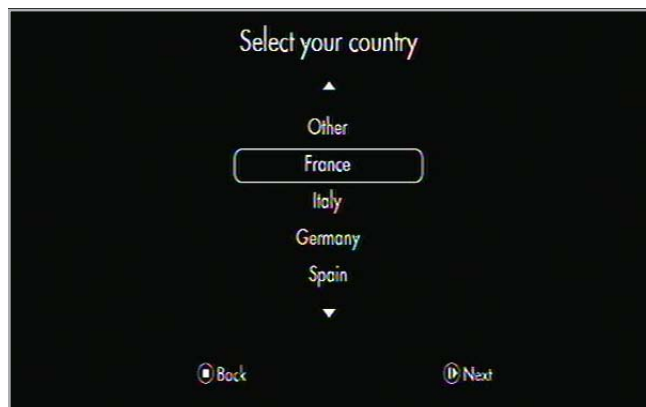 Select your country
Other
France
Italy
Germany
Spain
Back Next